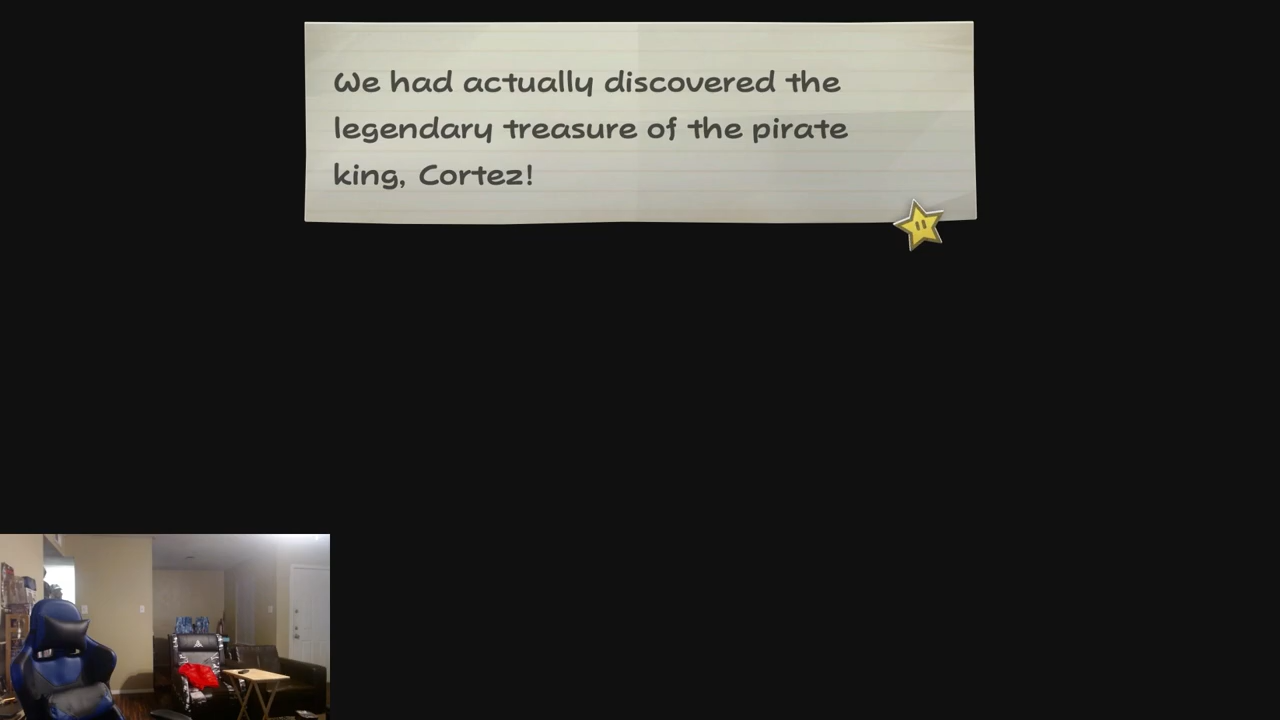 We had actually discovered the
legendary treasure of the pirate
king, Cortez!